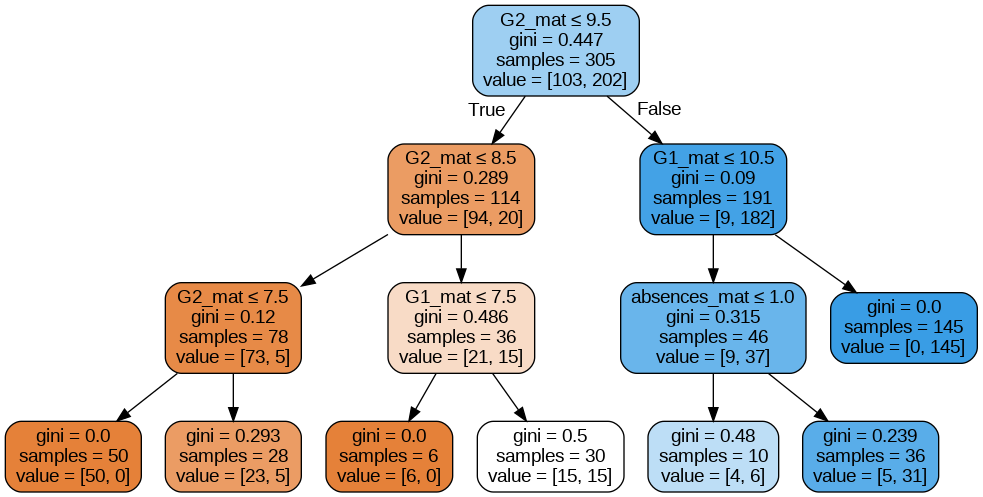 G2_mat ≤ 9.5
gini = 0.447
samples = 305
value = [103, 202]
True
False
G2_mat ≤ 8.5
gini = 0.289
samples = 114
value = [94, 20]
G1_mat ≤ 10.5
gini = 0.09
samples = 191
value = [9, 182]
G2_mat ≤ 7.5
gini = 0.12
samples = 78
value = [73, 5]
G1_mat ≤ 7.5
gini = 0.486
samples = 36
value = [21, 15]
absences_mat ≤ 1.0
gini = 0.315
samples = 46
value = [9, 37]
gini = 0.0
samples = 145
value = [0, 145]
gini = 0.0
samples = 50
value = [50, 0]
gini = 0.293
samples = 28
value = [23, 5]
gini = 0.0
samples = 6
value = [6, 0]
gini = 0.5
samples = 30
value = [15, 15]
gini = 0.48
samples = 10
value = [4, 6]
gini = 0.239
samples = 36
value = [5, 31]